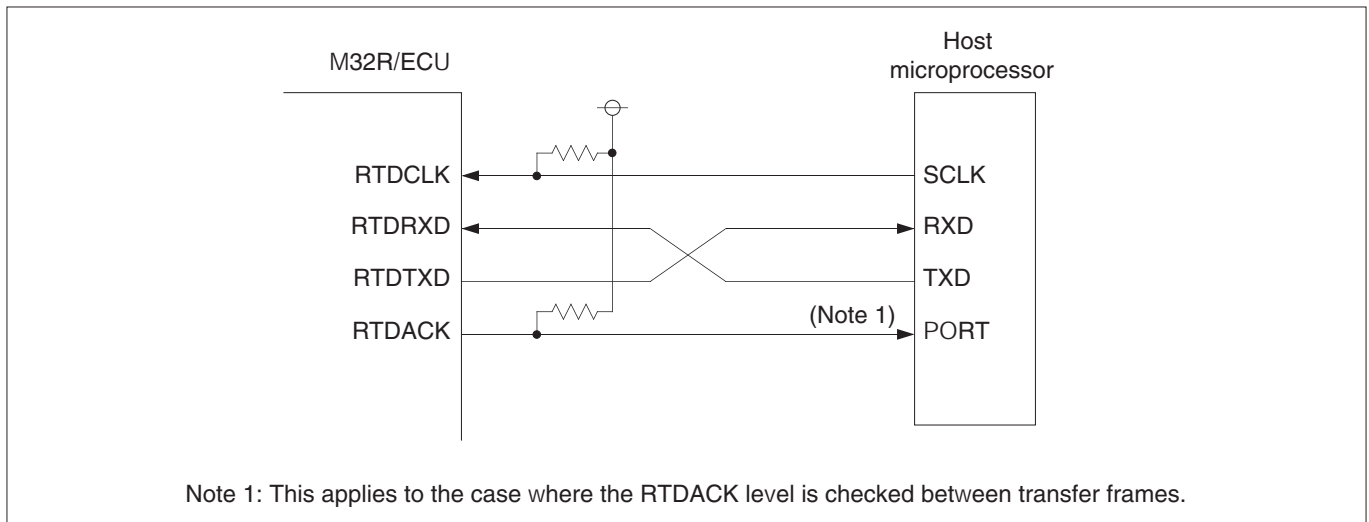 M32R/ECU
Host
microprocessor
RTDCLK
SCLK
RTDRXD
RXD
RTDTXD
TXD
RTDACK
(Note 1)
PORT
Note 1: This applies to the case where the RTDACK level is checked between transfer frames.